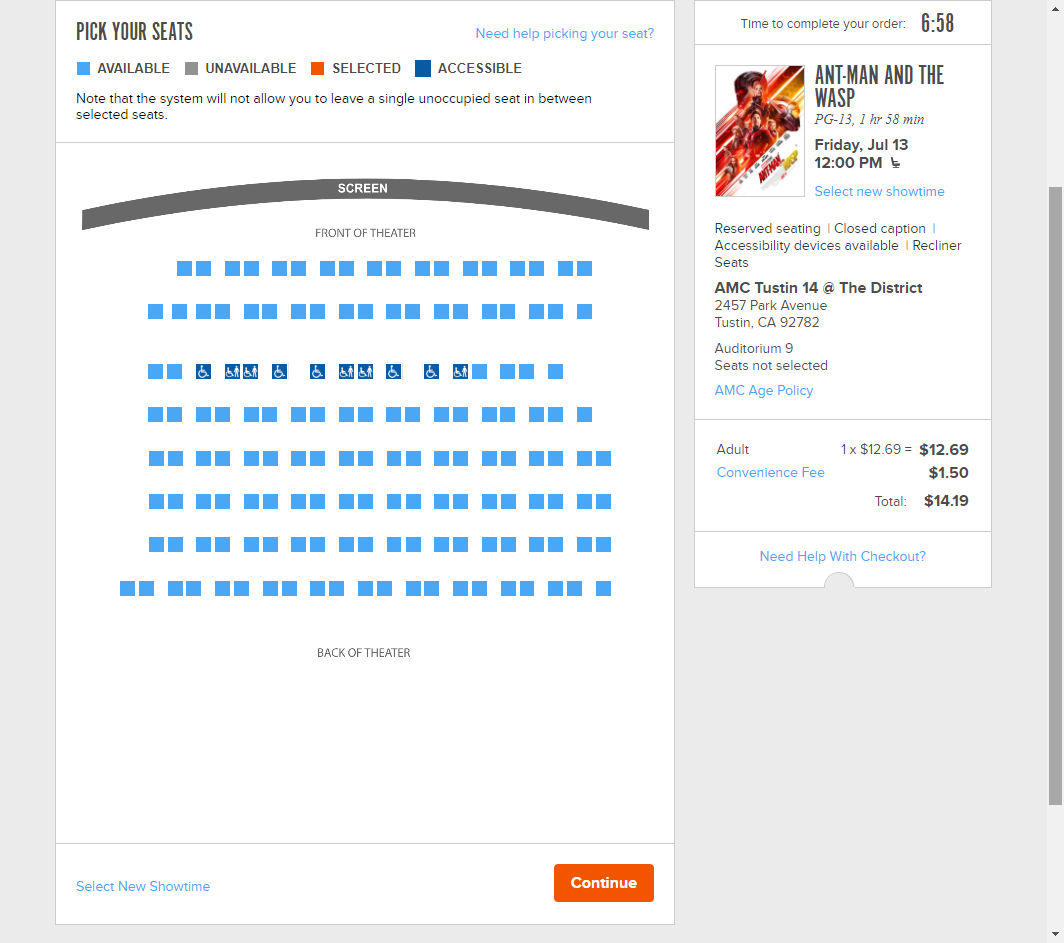 PICK YOUR SEATS
Need help picking your seat?
AVAILABLE UNAVAILABLE SELECTED ACCESSIBLE
Note that the system will not allow you to leave a single unoccupied seat in between
selected seats.
SCREEN
FRONT OF THEATER
BACK OF THEATER
Select New Showtime
Continue
Time to complete your order: 6:58
ANT-MAN AND THE
WASP
PG-13, 1 hr 58 min
Friday, Jul 13
12:00 PM
Select new showtime
Reserved seating | Closed caption |
Accessibility devices available | Recliner
Seats
AMC Tustin 14 @ The District
2457 Park Avenue
Tustin, CA 92782
Auditorium 9
Seats not selected
AMC Age Policy
Adult 1 x $12.69 = $12.69
Convenience Fee $1.50
Total: $14.19
Need Help With Checkout?